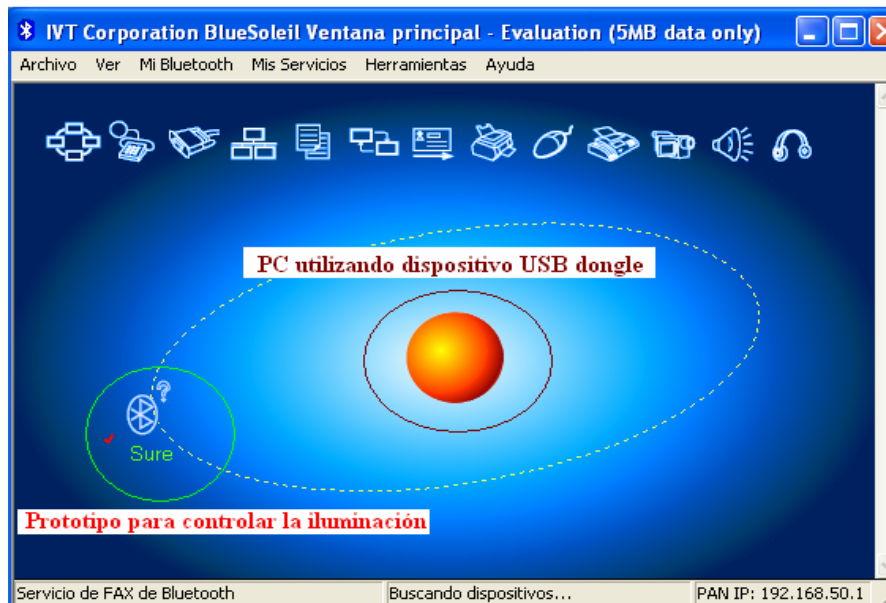 IVT Corporation BlueSoleil Ventana principal - Evaluation (5MB data only)
Archivo Ver Mi Bluetooth Mis Servicios Herramientas Ayuda
PC utilizando dispositivo USB dongle
?
Sure
Prototipo para controlar la iluminación
Servicio de FAX de Bluetooth Buscando dispositivos... PAN IP: 192.168.50.1